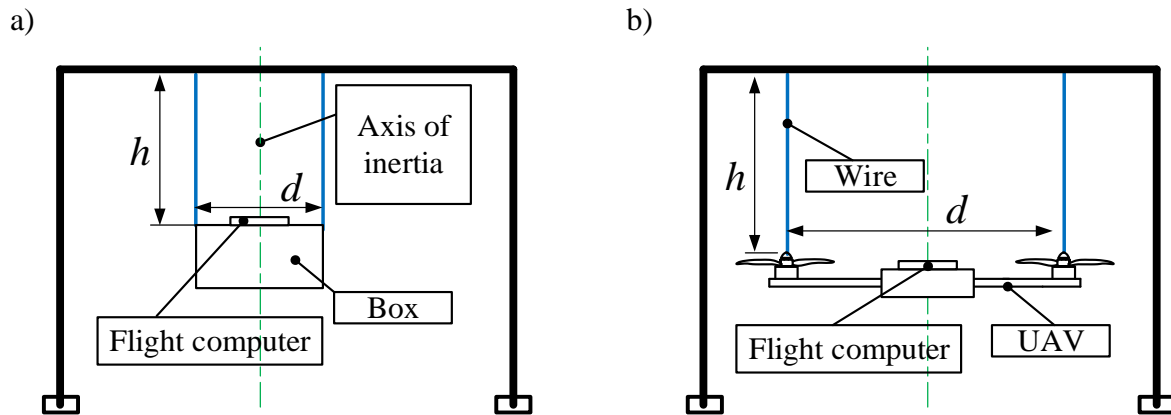 a)
h
d
Axis of
inertia
Flight computer
Box
b)
h
Wire
d
Flight computer
UAV